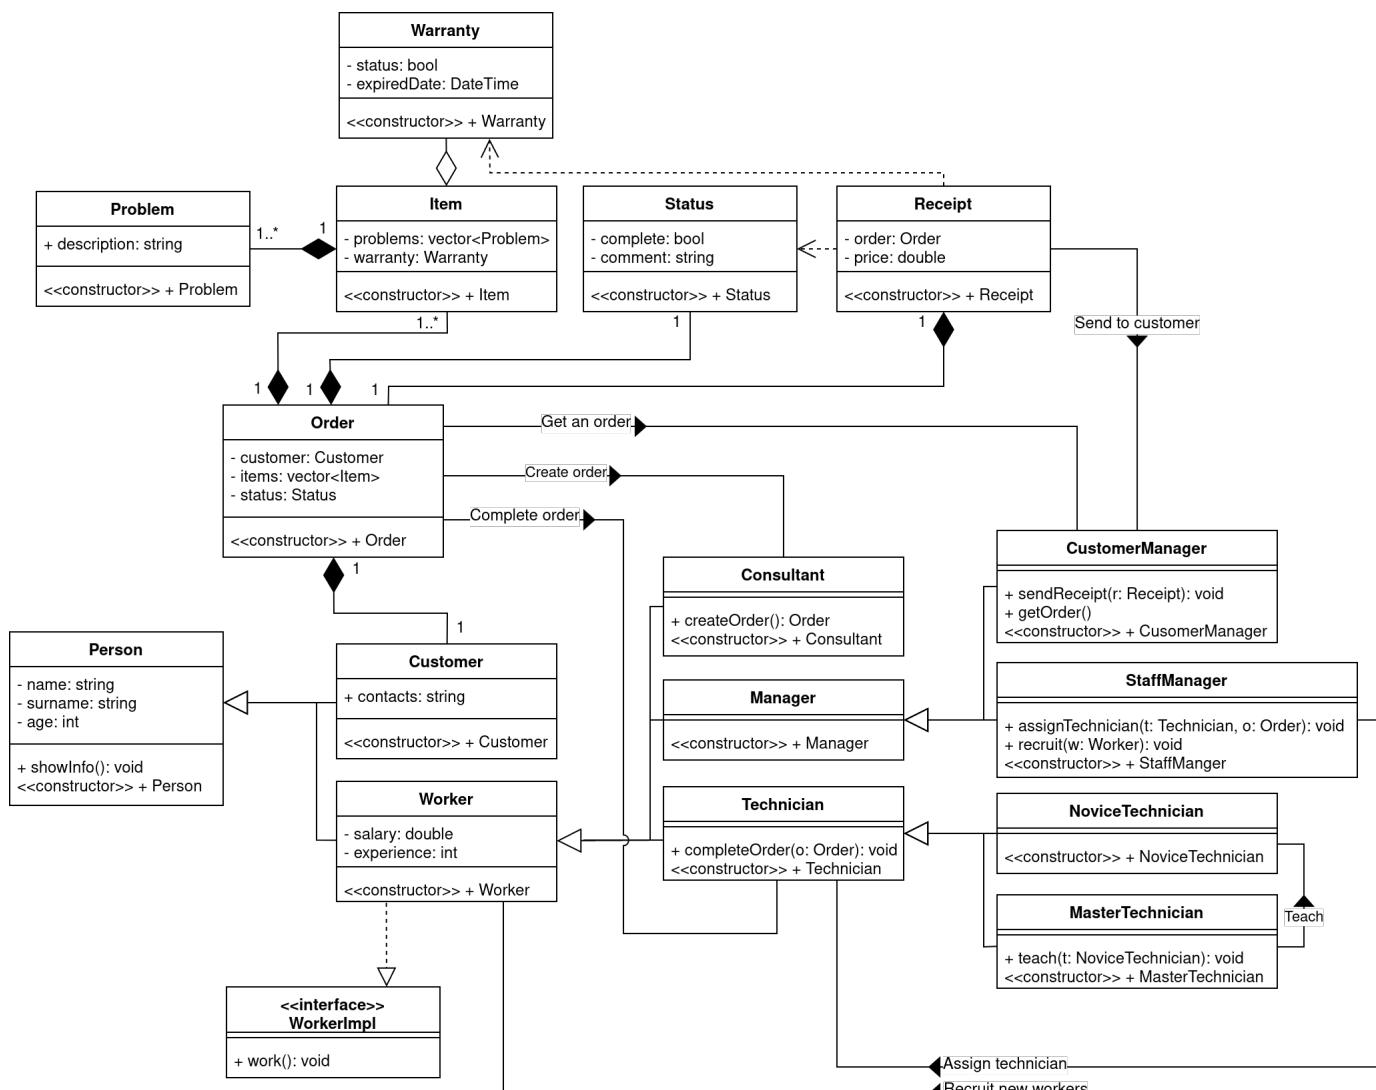 Warranty
- status: bool
- expiredDate: DateTime
<<constructor>> + Warranty
Problem
+ description: string
<<constructor>> + Problem
1..*
1
Item
- problems: vector<Problem>
- warranty: Warranty
<<constructor>> + Item
1..*
Status
- complete: bool
- comment: string
<<constructor>> + Status
1
Receipt
- order: Order
- price: double
<<constructor>> + Receipt
1
Send to customer
1
1
1
Order
- customer: Customer
- items: vector<Item>
- status: Status
<<constructor>> + Order
Get an order
Create order
Complete order
1
1
Person
- name: string
- surname: string
- age: int
+ showInfo(): void
<<constructor>> + Person
Customer
+ contacts: string
<<constructor>> + Customer
Worker
- salary: double
- experience: int
<<constructor>> + Worker
<<interface>>
WorkerImpl
+ work(): void
Consultant
+ createOrder(): Order
<<constructor>> + Consultant
Manager
<<constructor>> + Manager
Technician
+ completeOrder(o: Order): void
<<constructor>> + Technician
CustomerManager
+ sendReceipt(r: Receipt): void
+ getOrder()
<<constructor>> + CusomerManager
StaffManager
+ assignTechnician(t: Technician, o: Order): void
+ recruit(w: Worker): void
<<constructor>> + StaffManger
NoviceTechnician
<<constructor>> + NoviceTechnician
MasterTechnician
+ teach(t: NoviceTechnician): void
<<constructor>> + MasterTechnician
Teach
Assign technician
Recruit new workers